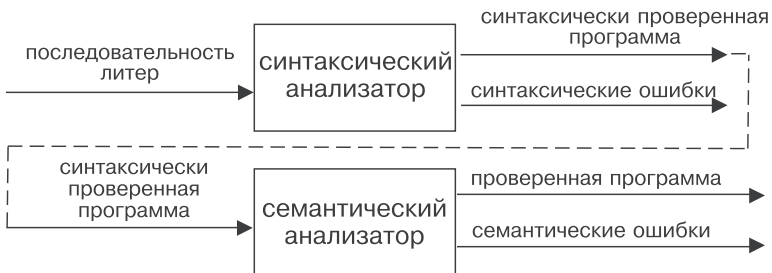 последовательность
литер
синтаксический
анализатор
синтаксически проверенная
программа
синтаксические ошибки
синтаксически
проверенная
программа
семантический
анализатор
проверенная программа
семантические ошибки